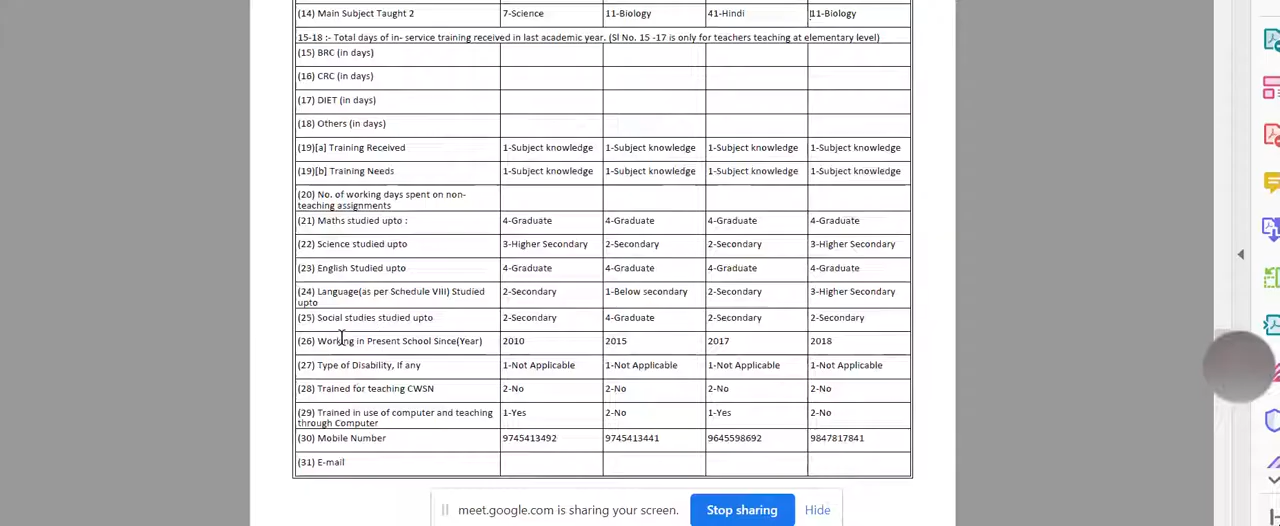 (14) Main Subject Taught 2 7-Science 11-Biology 41-Hindi 11-Biology
15-18 :- Total days of in- service training received in last academic year. (Sl No. 15 -17 is only for teachers teaching at elementary level)
(15) BRC (in days)
(16) CRC (in days)
(17) DIET (in days)
(18) Others (in days)
(19)[a] Training Received 1-Subject knowledge 1-Subject knowledge 1-Subject knowledge 1-Subject knowledge
(19)[b] Training Needs 1-Subject knowledge 1-Subject knowledge 1-Subject knowledge 1-Subject knowledge
(20) No. of working days spent on non-
teaching assignments
(21) Maths studied upto : 4-Graduate 4-Graduate 4-Graduate 4-Graduate
(22) Science studied upto 3-Higher Secondary 2-Secondary 2-Secondary 3-Higher Secondary
(23) English Studied upto 4-Graduate 4-Graduate 4-Graduate 4-Graduate
(24) Language(as per Schedule VIII) Studied 2-Secondary 1-Below secondary 2-Secondary 3-Higher Secondary
upto
(25) Social studies studied upto 2-Secondary 4-Graduate 2-Secondary 2-Secondary
(26) Working in Present School Since(Year) 2010 2015 2017 2018
(27) Type of Disability, If any 1-Not Applicable 1-Not Applicable 1-Not Applicable 1-Not Applicable
(28) Trained for teaching CWSN 2-No 2-No 2-No 2-No
(29) Trained in use of computer and teaching 1-Yes 2-No 1-Yes 2-No
through Computer
(30) Mobile Number 9745413492 9745413441 9645598692 9847817841
(31) E-mail
meet.google.com is sharing your screen. Stop sharing Hide